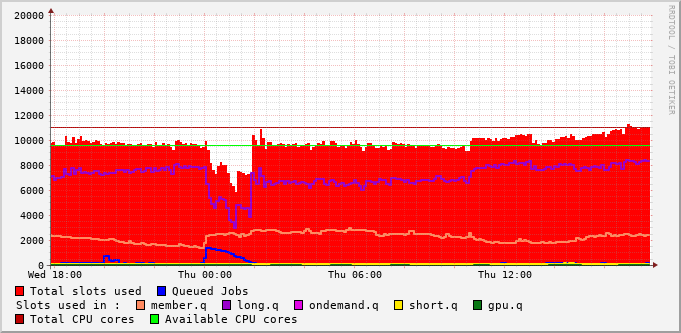 20000
18000
16000
14000
12000
10000
8000
6000
4000
2000
0
Wed 18:00 Thu 00:00 Thu 06:00 Thu 12:00
RRDTOOL / TOBI OETIKER
Total slots used Queued Jobs
Slots used in : member.q long.q ondemand.q short.q gpu.q
Total CPU cores Available CPU cores